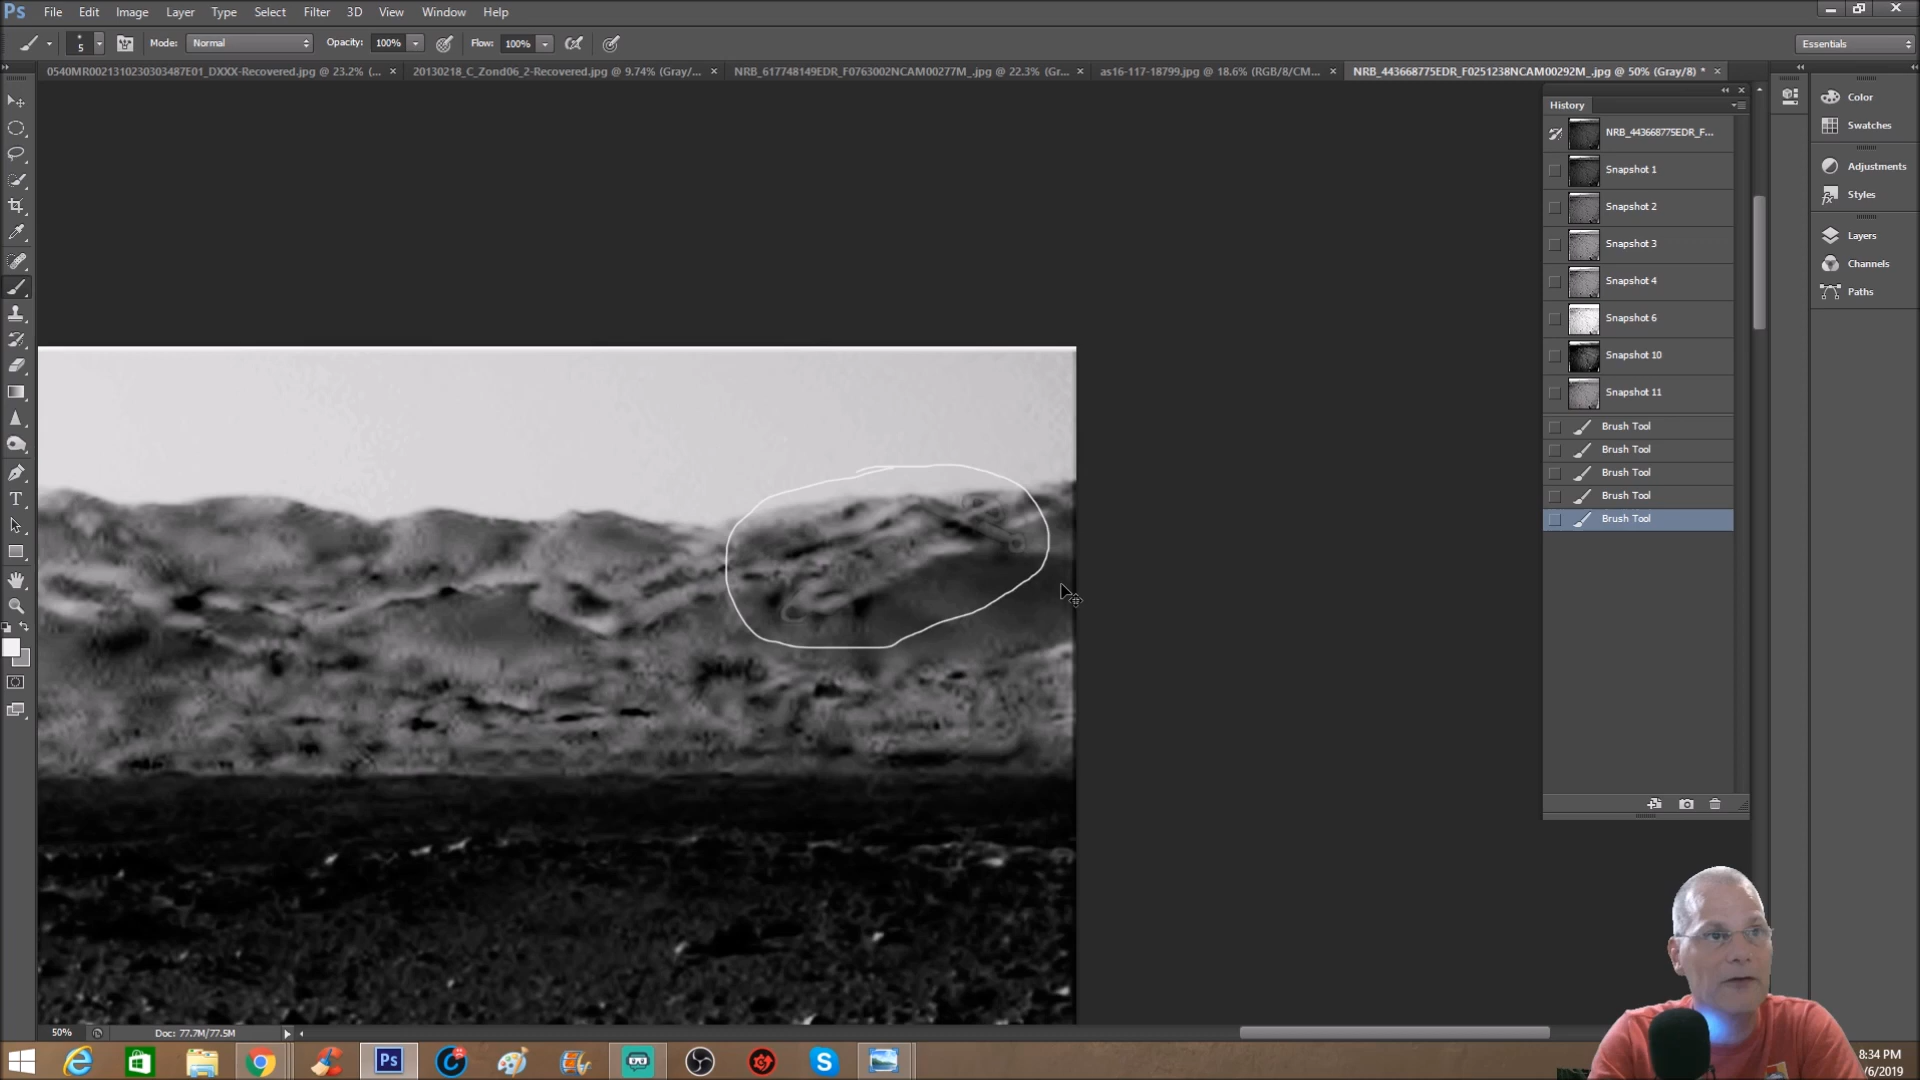 Ps File Edit Image Layer Type Select Filter 3D View Window Help
5 Mode: Normal Opacity: 100% Flow: 100% Essentials
0540MR0021310230303487E01_DXXX-Recovered.jpg @ 23.2% (... × 20130218_C_Zond06_2-Recovered.jpg @ 9.74% (Gray/... × NRB_617748149EDR_F0763002NCAM00277M_.jpg @ 22.3% (Gr... × as16-117-18799.jpg @ 18.6% (RGB/8/CM... × NRB_443668775EDR_F0251238NCAM00292M_.jpg @ 50% (Gray/8) * ×
History
NRB_443668775EDR_F...
Snapshot 1
Snapshot 2
Snapshot 3
Snapshot 4
Snapshot 6
Snapshot 10
Snapshot 11
Brush Tool
Brush Tool
Brush Tool
Brush Tool
Brush Tool
Color
Swatches
Adjustments
Styles
Layers
Channels
Paths
50% Doc: 77.7M/77.5M
Ps
8:34 PM
/6/2019